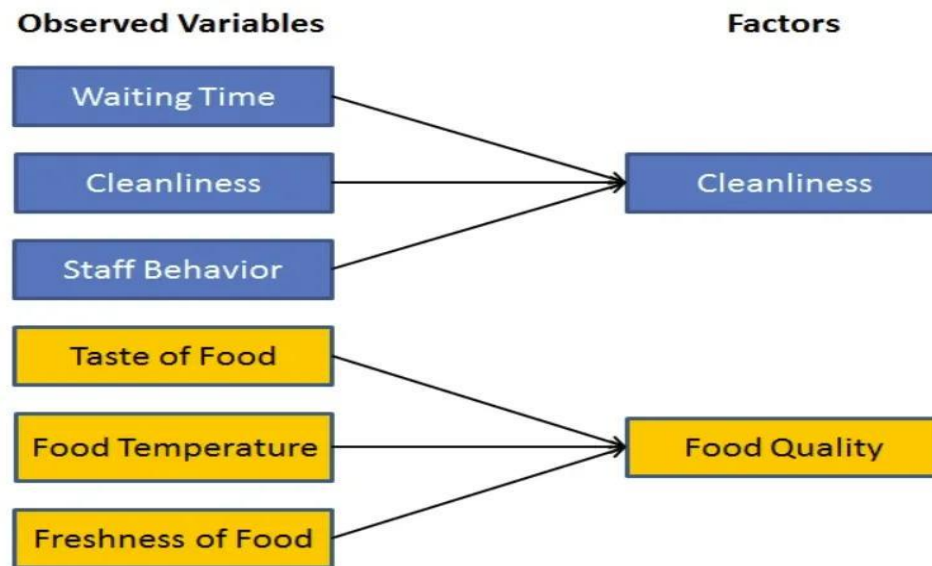 Observed Variables
Factors
Waiting Time
Cleanliness
Cleanliness
Staff Behavior
Taste of Food
Food Temperature
Food Quality
Freshness of Food